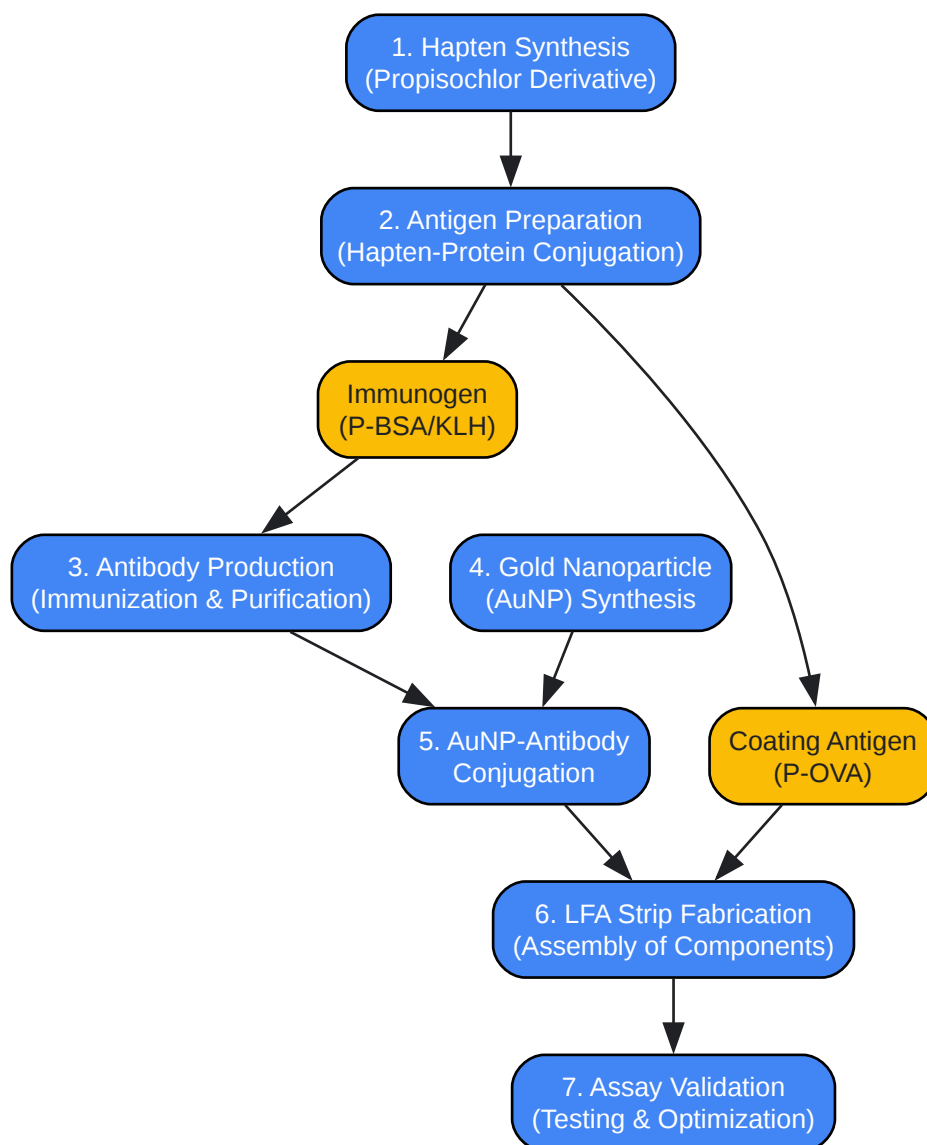 1. Hapten Synthesis
(Propisochlor Derivative)
2. Antigen Preparation
(Hapten-Protein Conjugation)
Immunogen
(P-BSA/KLH)
3. Antibody Production
(Immunization & Purification)
4. Gold Nanoparticle
(AuNP) Synthesis
5. AuNP-Antibody
Conjugation
Coating Antigen
(P-OVA)
6. LFA Strip Fabrication
(Assembly of Components)
7. Assay Validation
(Testing & Optimization)